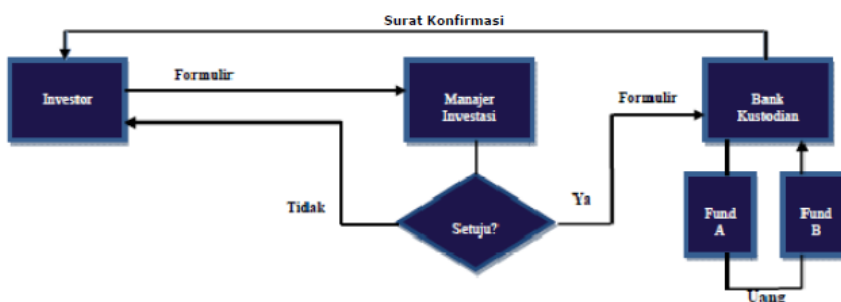 Surat Konfirmasi
Investor
Formulir
Manajer
Investasi
Formulir
Bank
Kustodian
Tidak
Setuju?
Ya
Fund
A
Fund
B
Uang